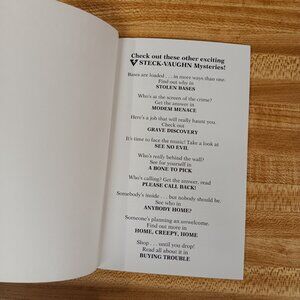 Check out these other exciting
STECK-VAUGHN Mysteries!
Bases are loaded . . . in more ways than one.
Find out why in
STOLEN BASES
Who's at the screen of the crime?
Get the answer in
MODEM MENACE
Here's a job that will really haunt you.
Check out
GRAVE DISCOVERY
It's time to face the music! Take a look at
SEE NO EVIL
Who's really behind the wall?
See for yourself in
A BONE TO PICK
Who's calling? Get the answer, read
PLEASE CALL BACK!
Somebody's inside . . . but nobody should be.
See who in
ANYBODY HOME?
Someone's planning an unwelcome.
Find out more in
HOME, CREEPY, HOME
Shop . . . until you drop!
Read all about it in
BUYING TROUBLE